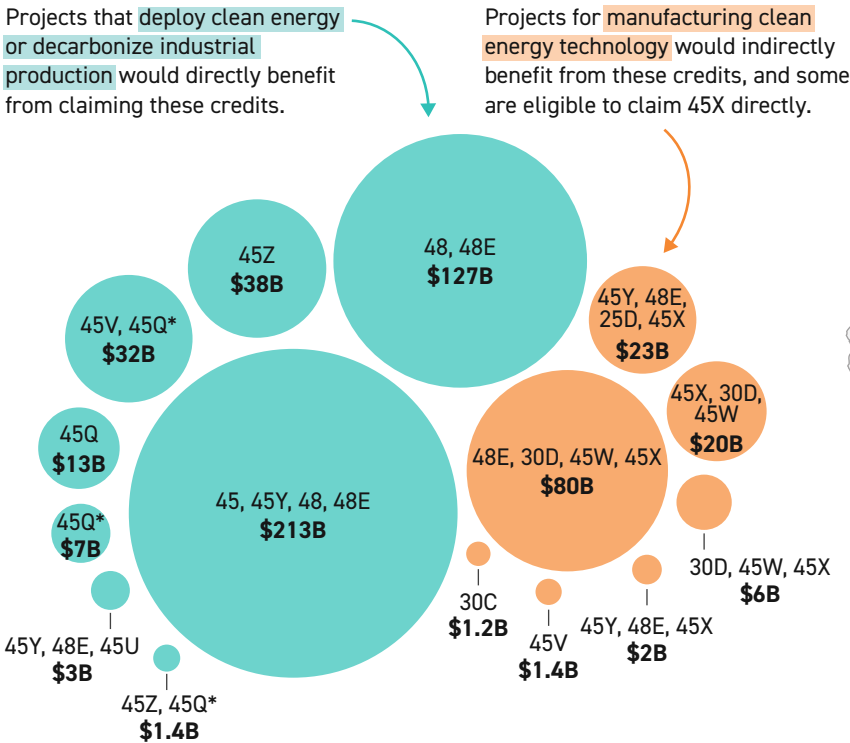 Projects that deploy clean energy
or decarbonize industrial
production would directly benefit
from claiming these credits.
Projects for manufacturing clean
energy technology would indirectly
benefit from these credits, and some
are eligible to claim 45X directly.
48, 48E
$127B
45Z
$38B
45V, 45Q*
$32B
45Q
$13B
45Q*
$7B
45Y, 48E, 45U
$3B
45Z, 45Q*
$1.4B
45, 45Y, 48, 48E
$213B
45Y, 48E,
25D, 45X
$23B
45X, 30D,
45W
$20B
48E, 30D, 45W, 45X
$80B
30D, 45W, 45X
$6B
45Y, 48E, 45X
$2B
45V
$1.4B
30C
$1.2B